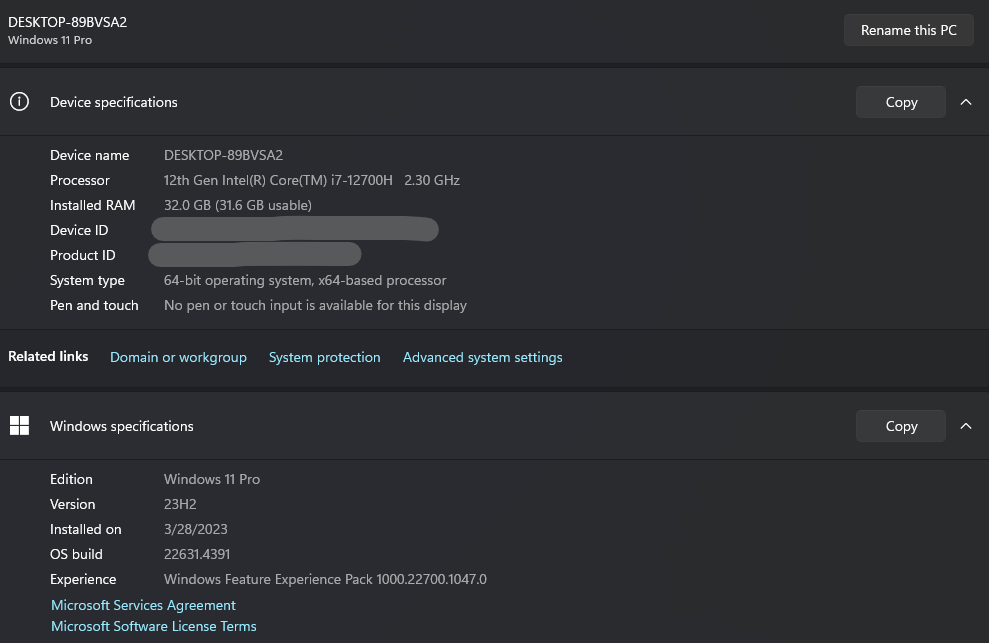 DESKTOP-89BVSA2
Windows 11 Pro
Rename this PC
Device specifications
Copy
Device name DESKTOP-89BVSA2
Processor 12th Gen Intel(R) Core(TM) i7-12700H 2.30 GHz
Installed RAM 32.0 GB (31.6 GB usable)
Device ID
Product ID
System type 64-bit operating system, x64-based processor
Pen and touch No pen or touch input is available for this display
Related links Domain or workgroup System protection Advanced system settings
Windows specifications
Copy
Edition Windows 11 Pro
Version 23H2
Installed on 3/28/2023
OS build 22631.4391
Experience Windows Feature Experience Pack 1000.22700.1047.0
Microsoft Services Agreement
Microsoft Software License Terms